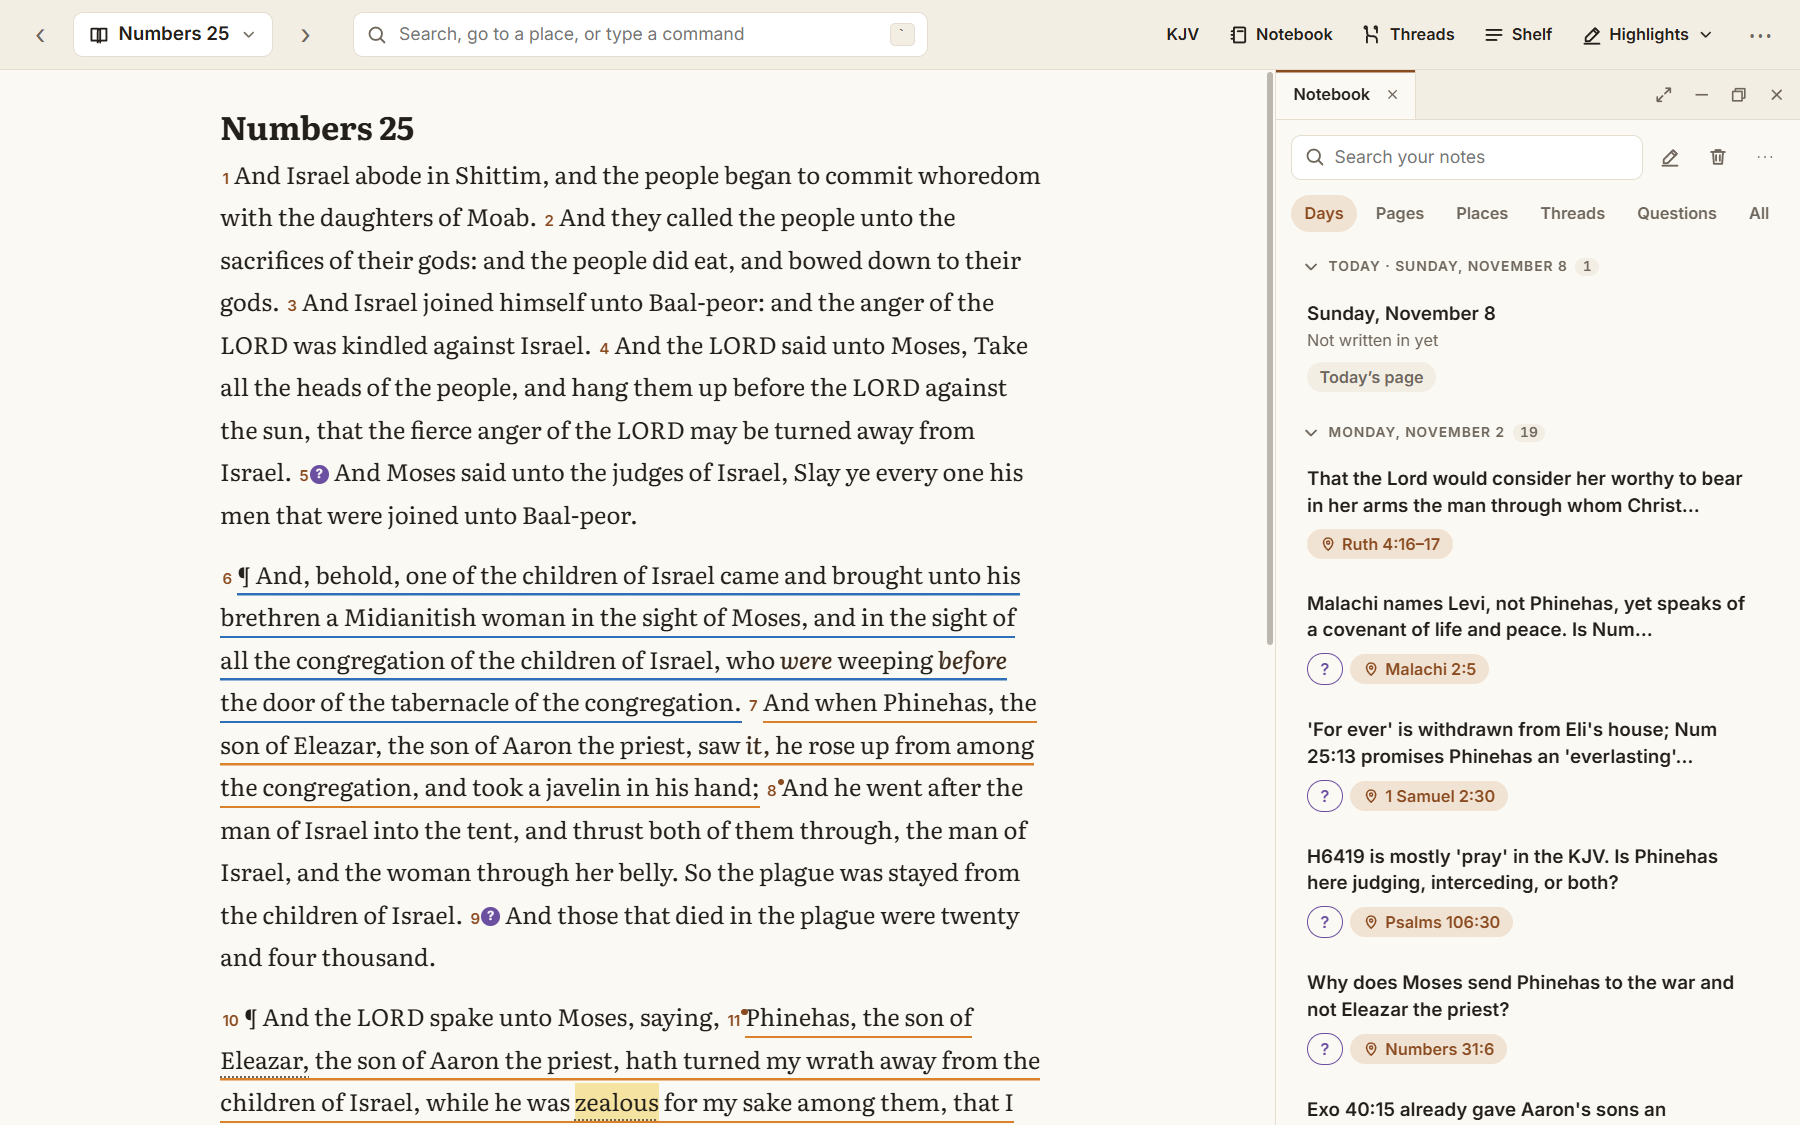 Numbers 25
Search, go to a place, or type a command
`
KJV
Notebook
Threads
Shelf
Highlights
Numbers 25
1 And Israel abode in Shittim, and the people began to commit whoredom
with the daughters of Moab. 2 And they called the people unto the
sacrifices of their gods: and the people did eat, and bowed down to their
gods. 3 And Israel joined himself unto Baal-peor: and the anger of the
LORD was kindled against Israel. 4 And the LORD said unto Moses, Take
all the heads of the people, and hang them up before the LORD against
the sun, that the fierce anger of the LORD may be turned away from
Israel. 5 ? And Moses said unto the judges of Israel, Slay ye every one his
men that were joined unto Baal-peor.
6 ¶ And, behold, one of the children of Israel came and brought unto his
brethren a Midianitish woman in the sight of Moses, and in the sight of
all the congregation of the children of Israel, who were weeping before
the door of the tabernacle of the congregation. 7 And when Phinehas, the
son of Eleazar, the son of Aaron the priest, saw it, he rose up from among
the congregation, and took a javelin in his hand; 8 And he went after the
man of Israel into the tent, and thrust both of them through, the man of
Israel, and the woman through her belly. So the plague was stayed from
the children of Israel. 9 ? And those that died in the plague were twenty
and four thousand.
10 ¶ And the LORD spake unto Moses, saying, 11 Phinehas, the son of
Eleazar, the son of Aaron the priest, hath turned my wrath away from the
children of Israel, while he was zealous for my sake among them, that I
Notebook
Search your notes
Days
Pages
Places
Threads
Questions
All
TODAY · SUNDAY, NOVEMBER 8 1
Sunday, November 8
Not written in yet
Today's page
MONDAY, NOVEMBER 2 19
That the Lord would consider her worthy to bear
in her arms the man through whom Christ...
Ruth 4:16–17
Malachi names Levi, not Phinehas, yet speaks of
a covenant of life and peace. Is Num...
? Malachi 2:5
'For ever' is withdrawn from Eli's house; Num
25:13 promises Phinehas an 'everlasting'...
? 1 Samuel 2:30
H6419 is mostly 'pray' in the KJV. Is Phinehas
here judging, interceding, or both?
? Psalms 106:30
Why does Moses send Phinehas to the war and
not Eleazar the priest?
? Numbers 31:6
Exo 40:15 already gave Aaron's sons an